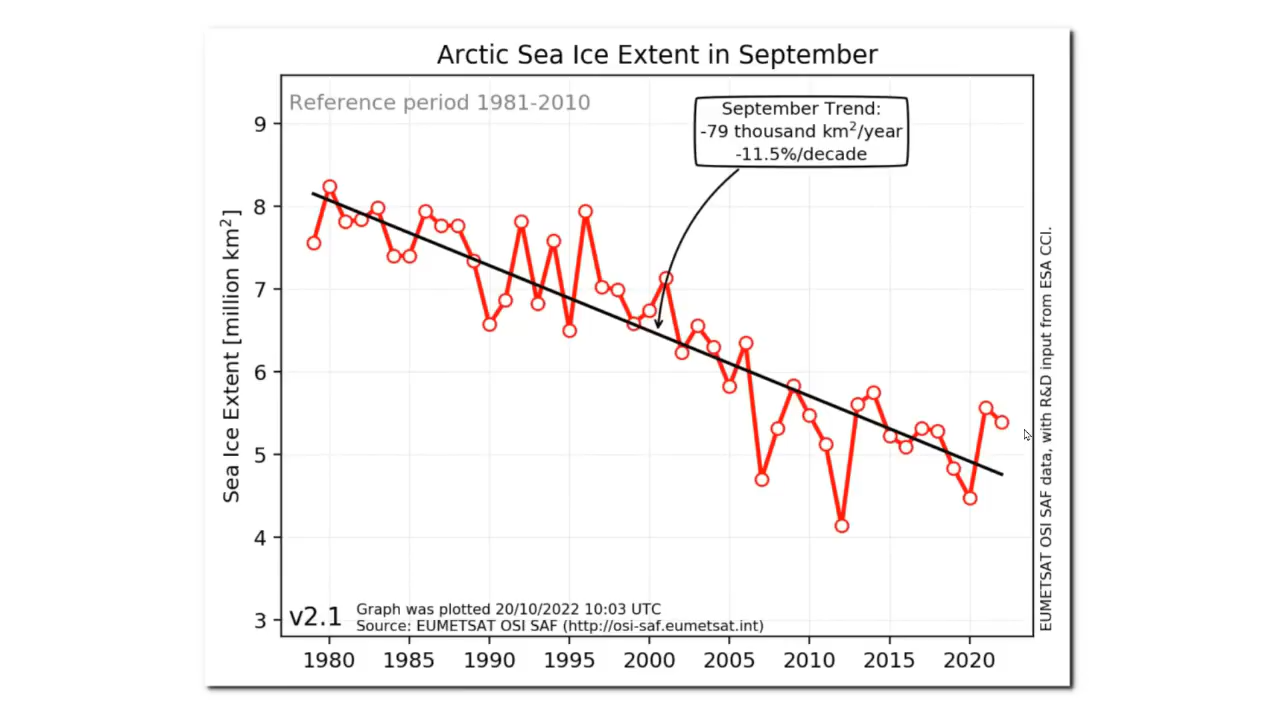 Arctic Sea Ice Extent in September
Reference period 1981-2010
September Trend:
-79 thousand km²/year
-11.5%/decade
Sea Ice Extent [million km²]
9
8
7
6
5
4
3
v2.1
Graph was plotted 20/10/2022 10:03 UTC
Source: EUMETSAT OSI SAF (http://osi-saf.eumetsat.int)
1980 1985 1990 1995 2000 2005 2010 2015 2020
EUMETSAT OSI SAF data, with R&D input from ESA CCI.